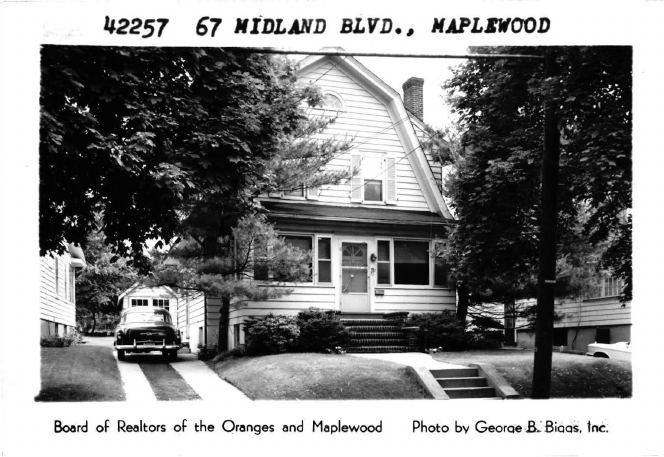 42257 67 MIDLAND BLVD., MAPLEWOOD
Board of Realtors of the Oranges and Maplewood Photo by George B. Biggs, Inc.